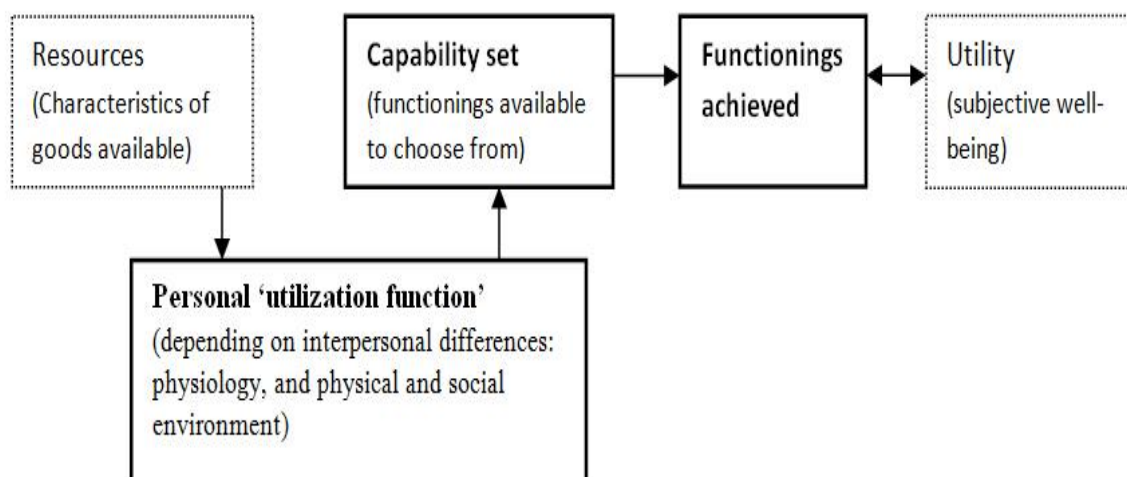 Resources
(Characteristics of
goods available)
Capability set
(functionings available
to choose from)
Functionings
achieved
Utility
(subjective well-
being)
Personal ‘utilization function’
(depending on interpersonal differences:
physiology, and physical and social
environment)